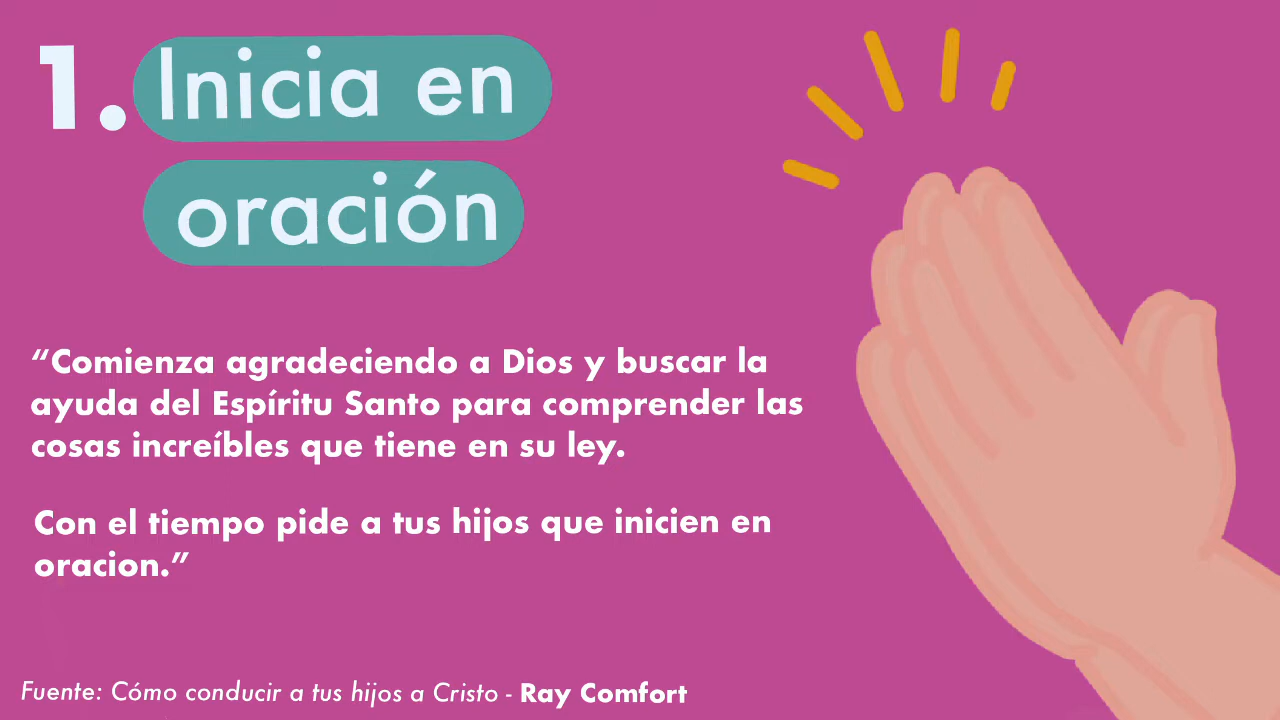 1. Inicia en
oración
“Comienza agradeciendo a Dios y buscar la
ayuda del Espíritu Santo para comprender las
cosas increíbles que tiene en su ley.
Con el tiempo pide a tus hijos que inicien en
oracion.”
Fuente: Cómo conducir a tus hijos a Cristo - Ray Comfort